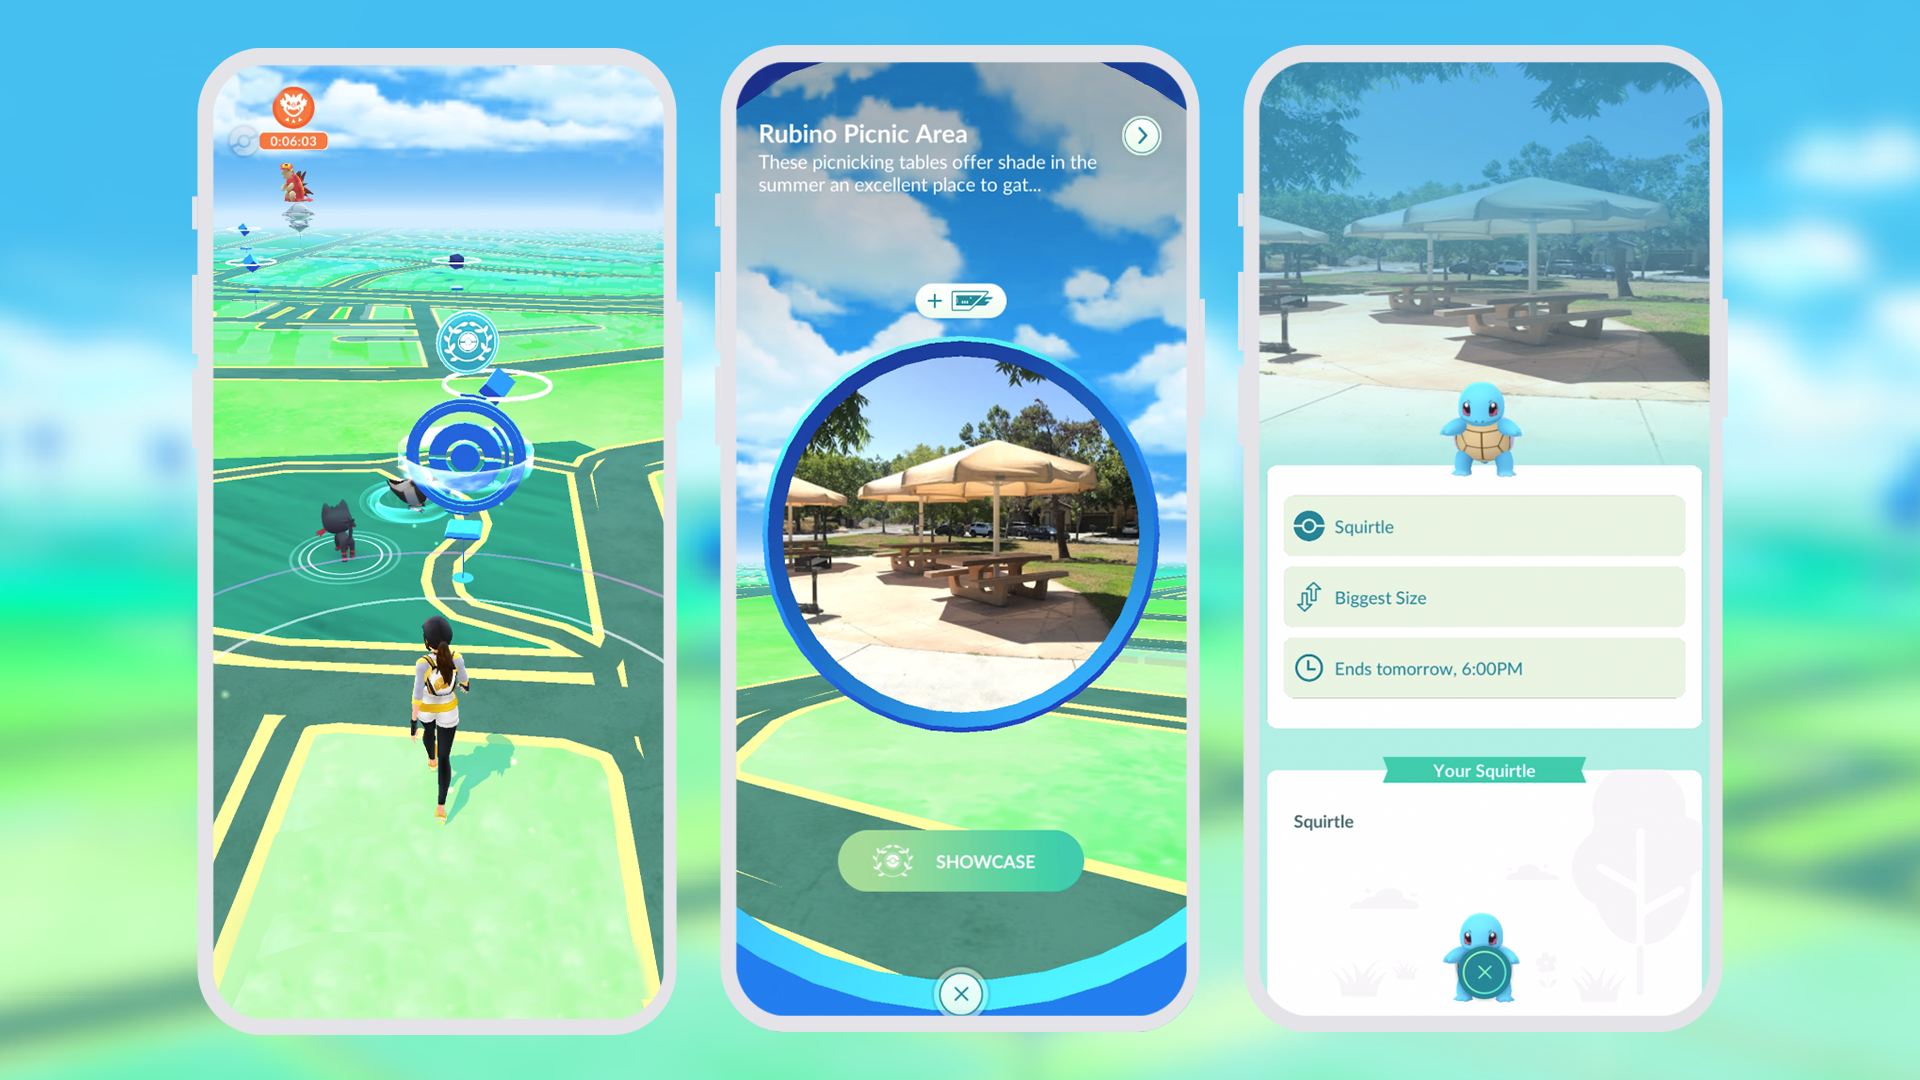 0:06:03
Rubino Picnic Area
These picnicking tables offer shade in the
summer an excellent place to gat...
SHOWCASE
Squirtle
Biggest Size
Ends tomorrow, 6:00PM
Your Squirtle
Squirtle